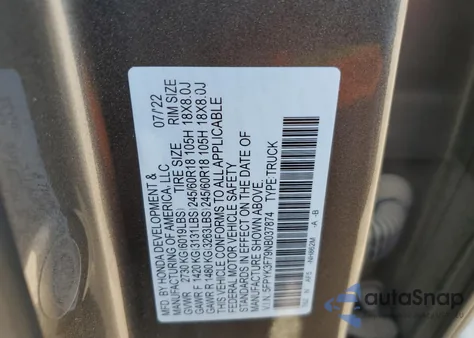 MFD. BY HONDA DEVELOPMENT &
MANUFACTURING OF AMERICA, LLC 07/22
TIRE SIZE RIM SIZE
GVWR 2730KG(6019LBS)
GAWR F 1420KG(3131LBS) 245/60R18 105H 18X8.0J
GAWR R 1480KG(3263LBS) 245/60R18 105H 18X8.0J
THIS VEHICLE CONFORMS TO ALL APPLICABLE
FEDERAL MOTOR VEHICLE SAFETY
STANDARDS IN EFFECT ON THE DATE OF
MANUFACTURE SHOWN ABOVE.
V.I.N.: 5FPYK3F79NB037874 TYPE:TRUCK
NH862M -A -B
autoSnap